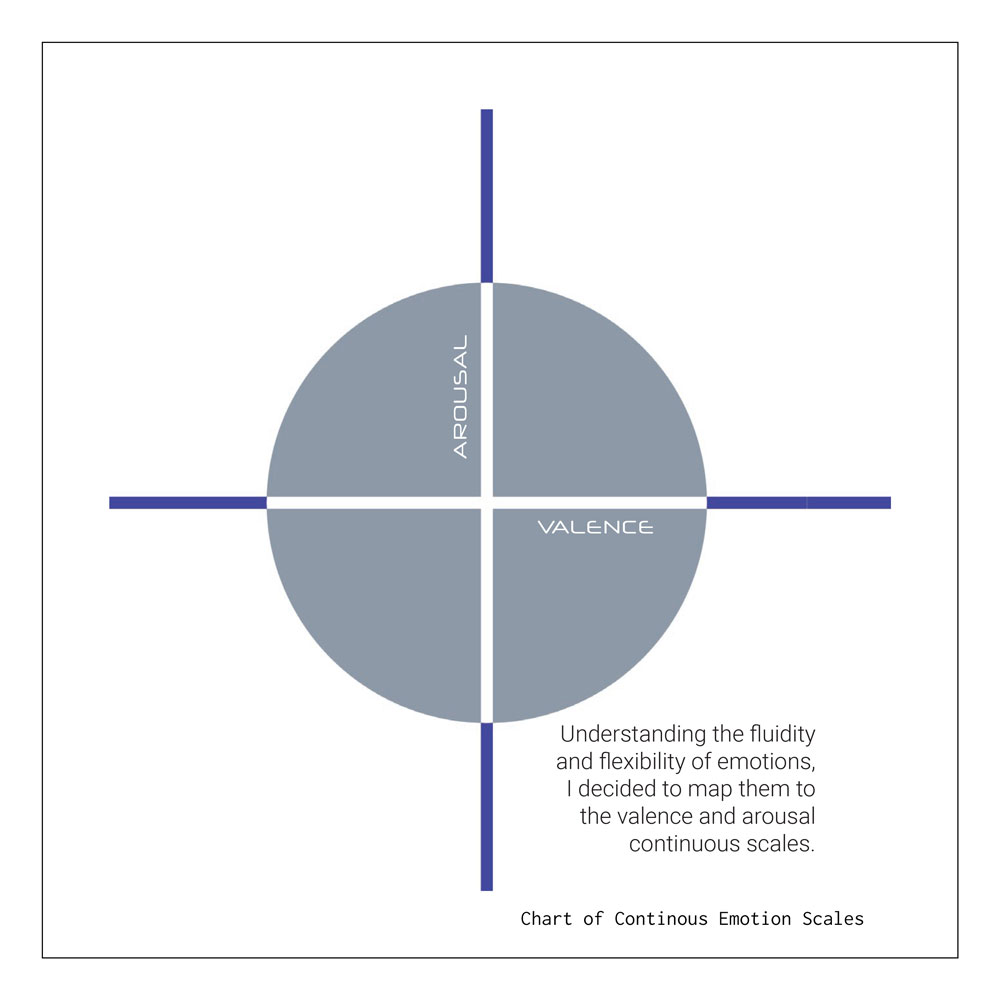 AROUSAL
VALENCE
Understanding the fluidity
and flexibility of emotions,
I decided to map them to
the valence and arousal
continuous scales.
Chart of Continous Emotion Scales